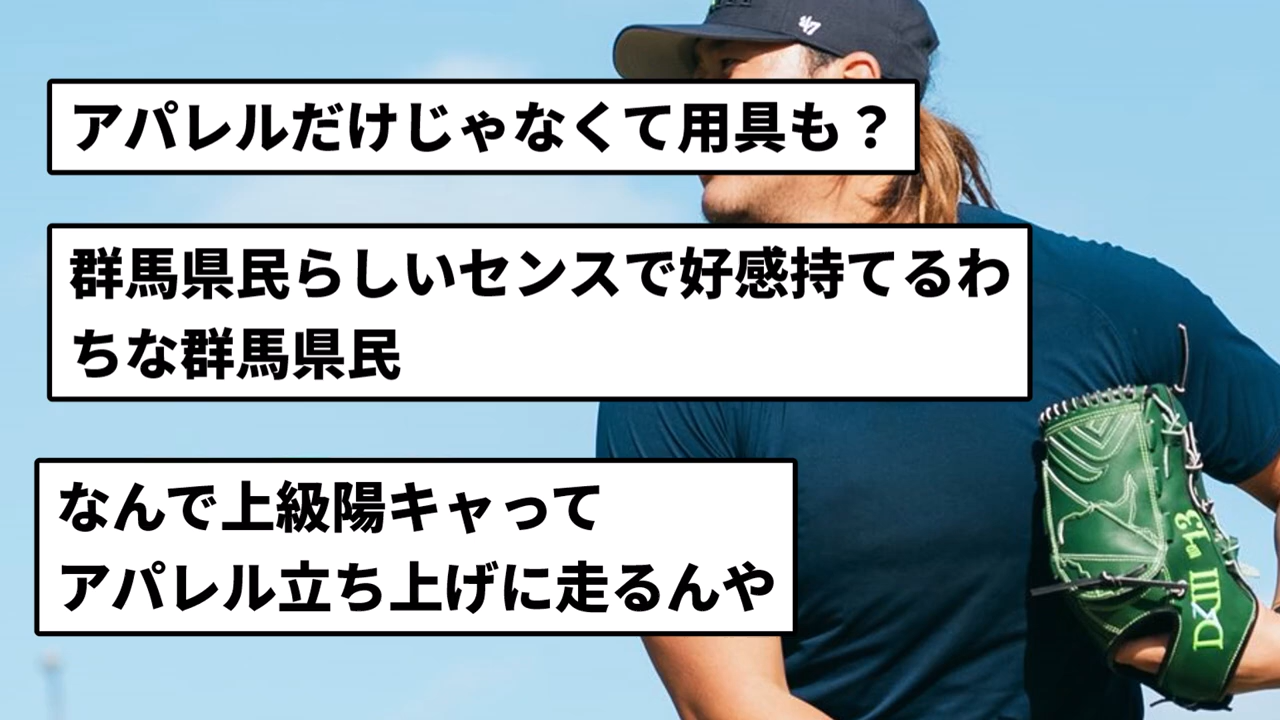 '47
アパレルだけじゃなくて用具も？
群馬県民らしいセンスで好感持てるわ
ちな群馬県民
なんで上級陽キャって
アパレル立ち上げに走るんや
#13